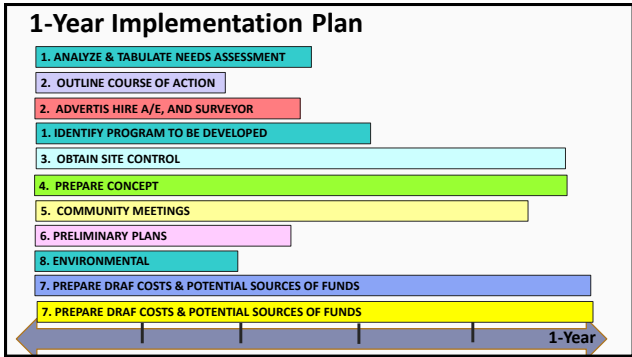 1-Year Implementation Plan
1. ANALYZE & TABULATE NEEDS ASSESSMENT
2. OUTLINE COURSE OF ACTION
2. ADVERTIS HIRE A/E, AND SURVEYOR
1. IDENTIFY PROGRAM TO BE DEVELOPED
3. OBTAIN SITE CONTROL
4. PREPARE CONCEPT
5. COMMUNITY MEETINGS
6. PRELIMINARY PLANS
8. ENVIRONMENTAL
7. PREPARE DRAF COSTS & POTENTIAL SOURCES OF FUNDS
7. PREPARE DRAF COSTS & POTENTIAL SOURCES OF FUNDS
1-Year